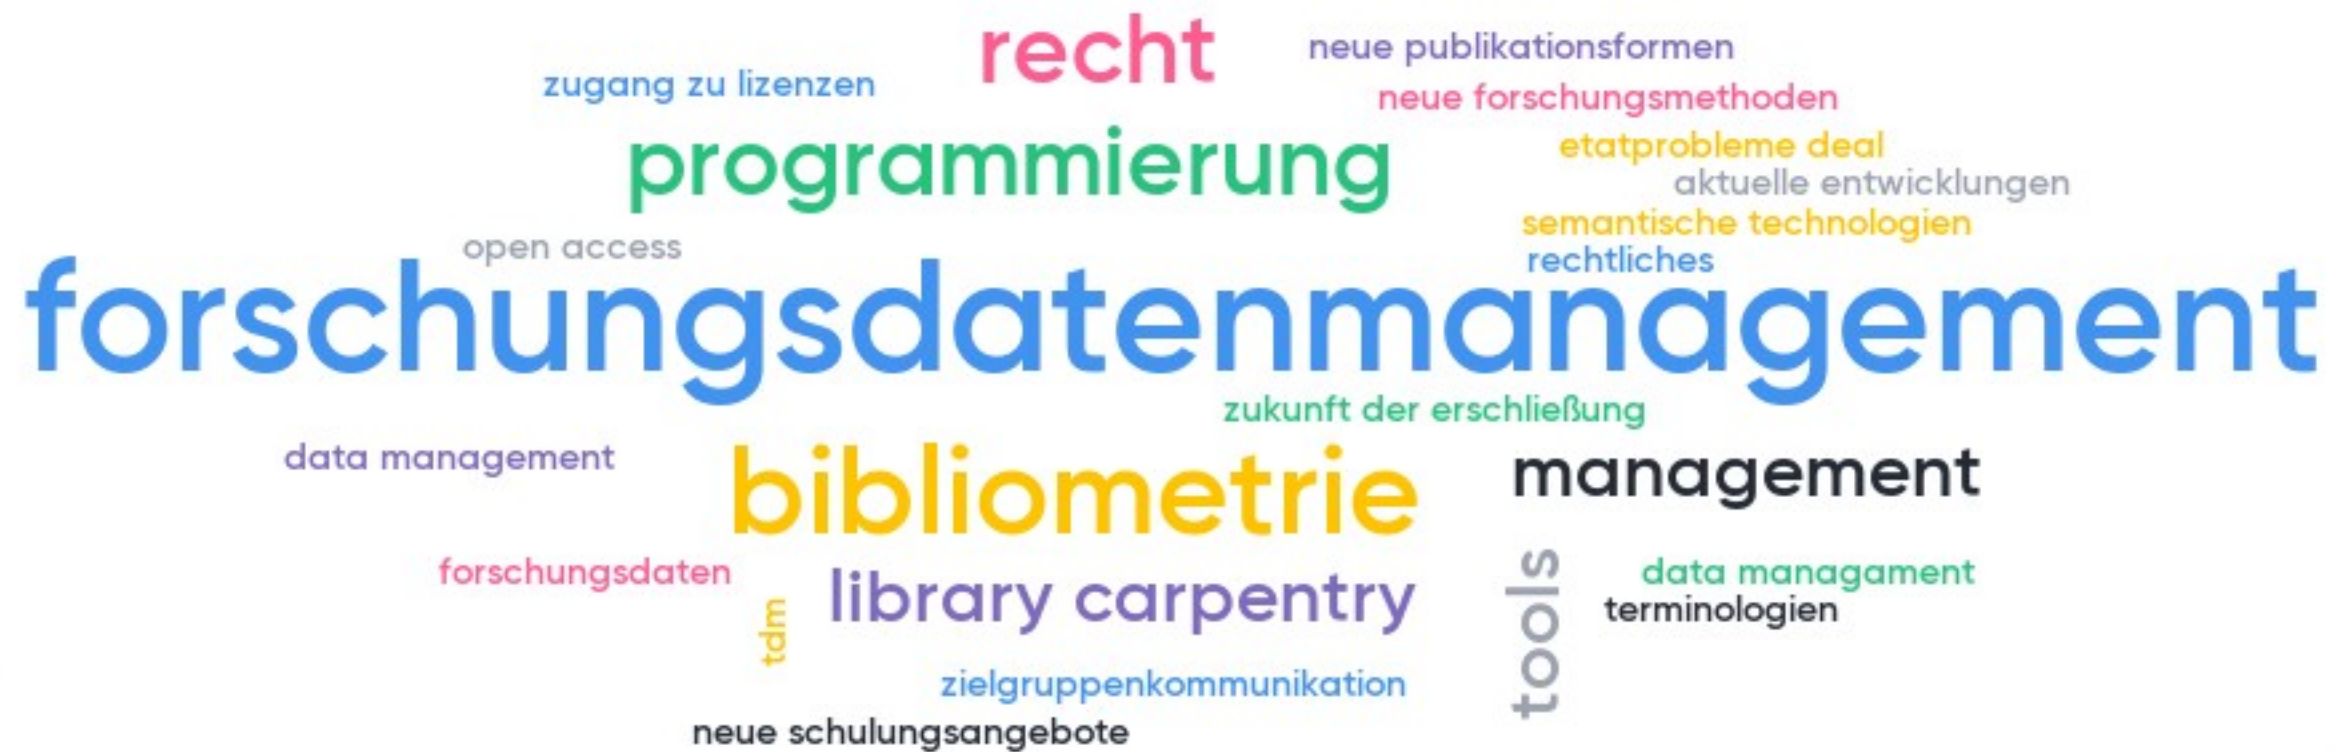 recht
neue publikationsformen
zugang zu lizenzen
neue forschungsmethoden
programmierung
etatprobleme deal
aktuelle entwicklungen
semantische technologien
open access
rechtliches
forschungsdatenmanagement
zukunft der erschließung
data management
bibliometrie
management
forschungsdaten
library carpentry
tools
data managament
terminologien
tdm
zielgruppenkommunikation
neue schulungsangebote